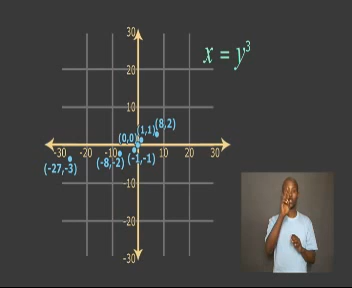 30
x = y³
20
10
(0,0) (1,1) (8,2)
-30 -20 -10 10 20 30
(-27,-3) (-8,-2) (-1,-1)
-10
-20
-30